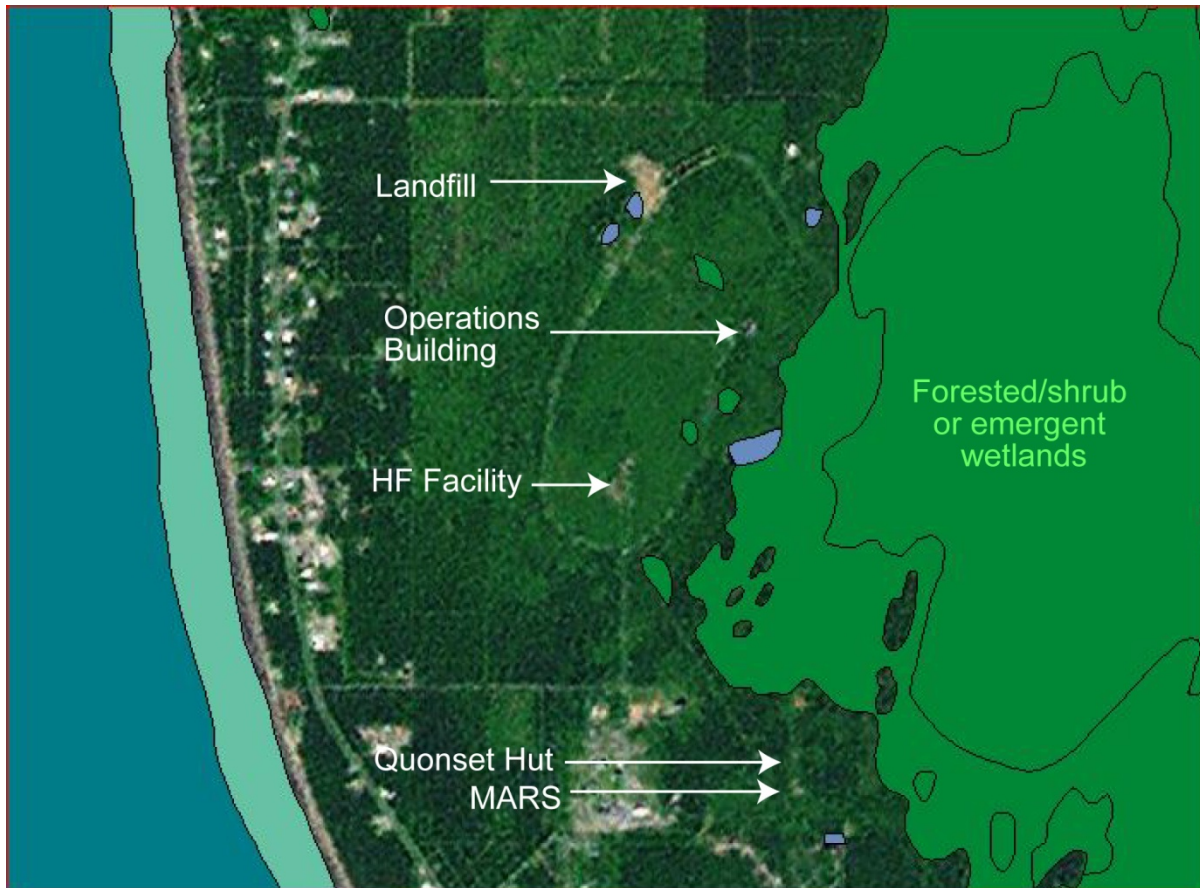 Landfill
Operations
Building
Forested/shrub
or emergent
wetlands
HF Facility
Quonset Hut
MARS